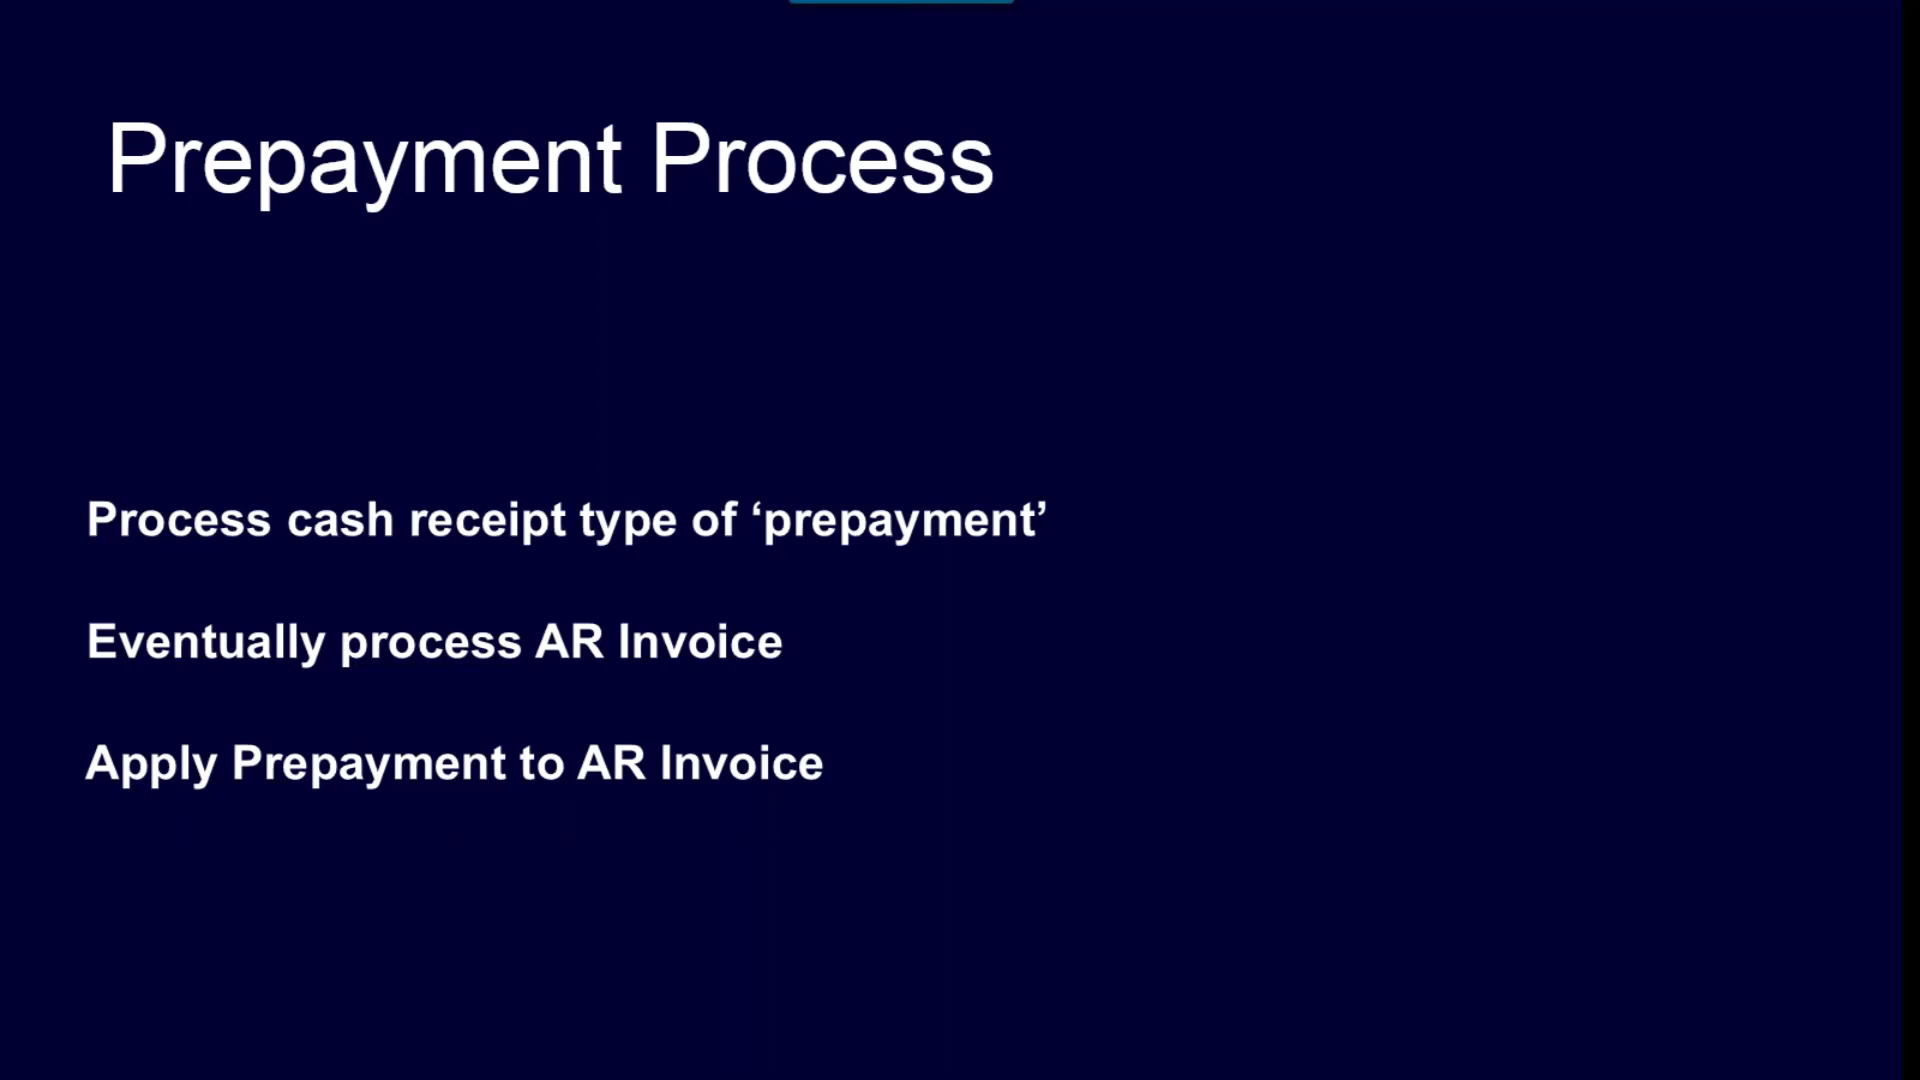 Prepayment Process
Process cash receipt type of ‘prepayment’
Eventually process AR Invoice
Apply Prepayment to AR Invoice